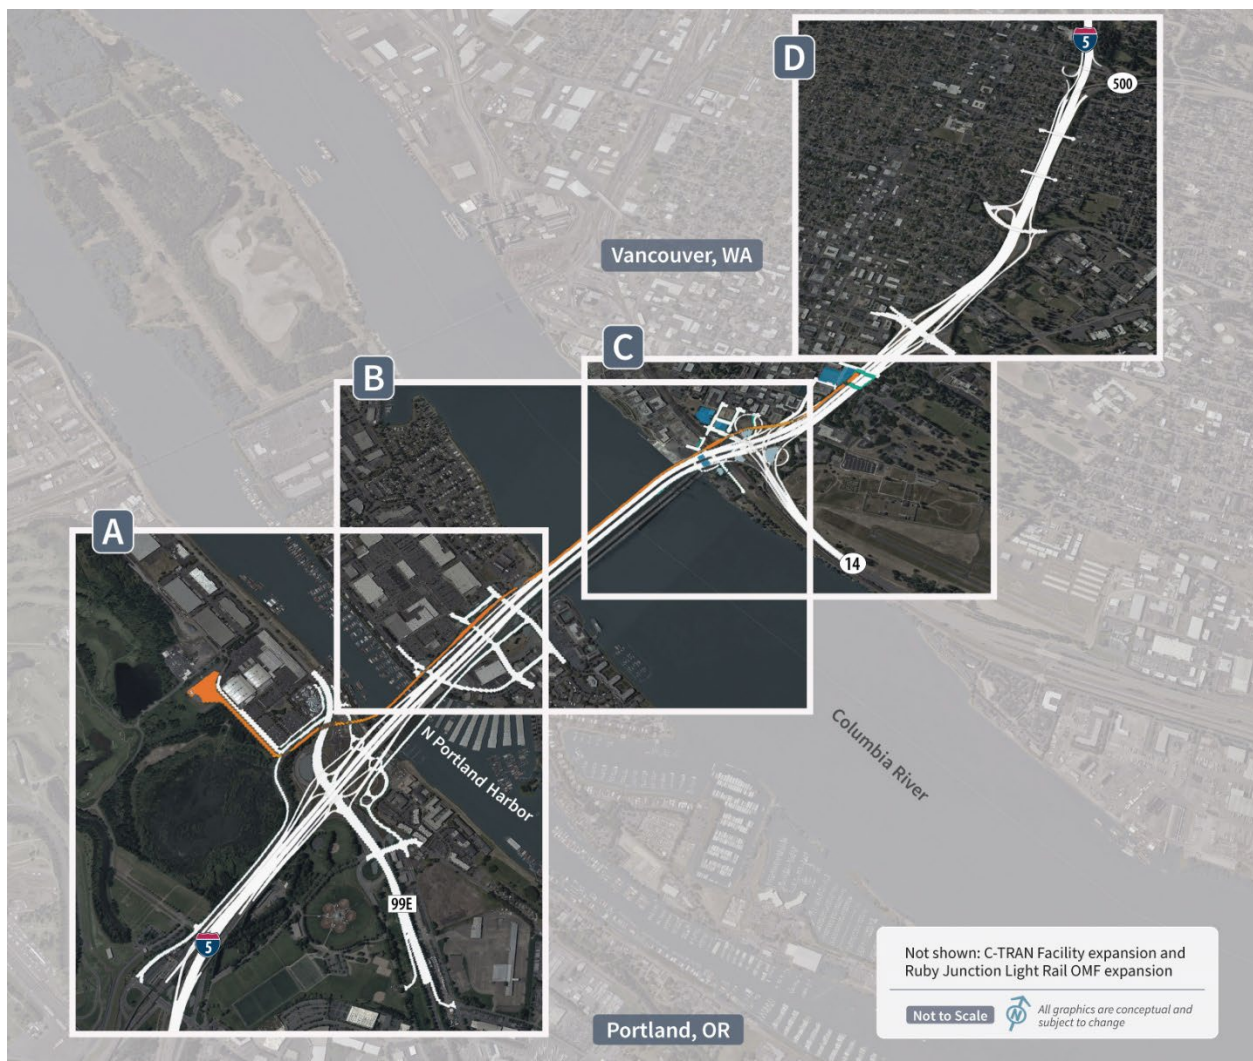 D
5
500
Vancouver, WA
C
B
A
14
N Portland Harbor
Columbia River
99E
5
Not shown: C-TRAN Facility expansion and
Ruby Junction Light Rail OMF expansion
Not to Scale
N
All graphics are conceptual and
subject to change
Portland, OR